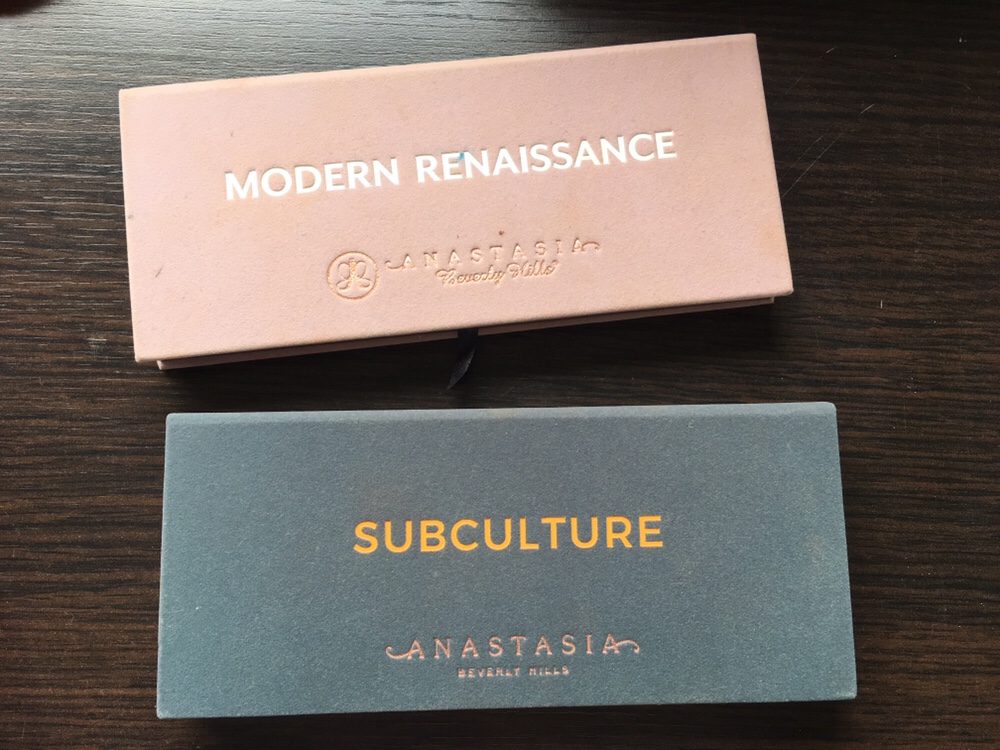 MODERN RENAISSANCE
ANASTASIA
Beverly Hills
SUBCULTURE
ANASTASIA
BEVERLY HILLS